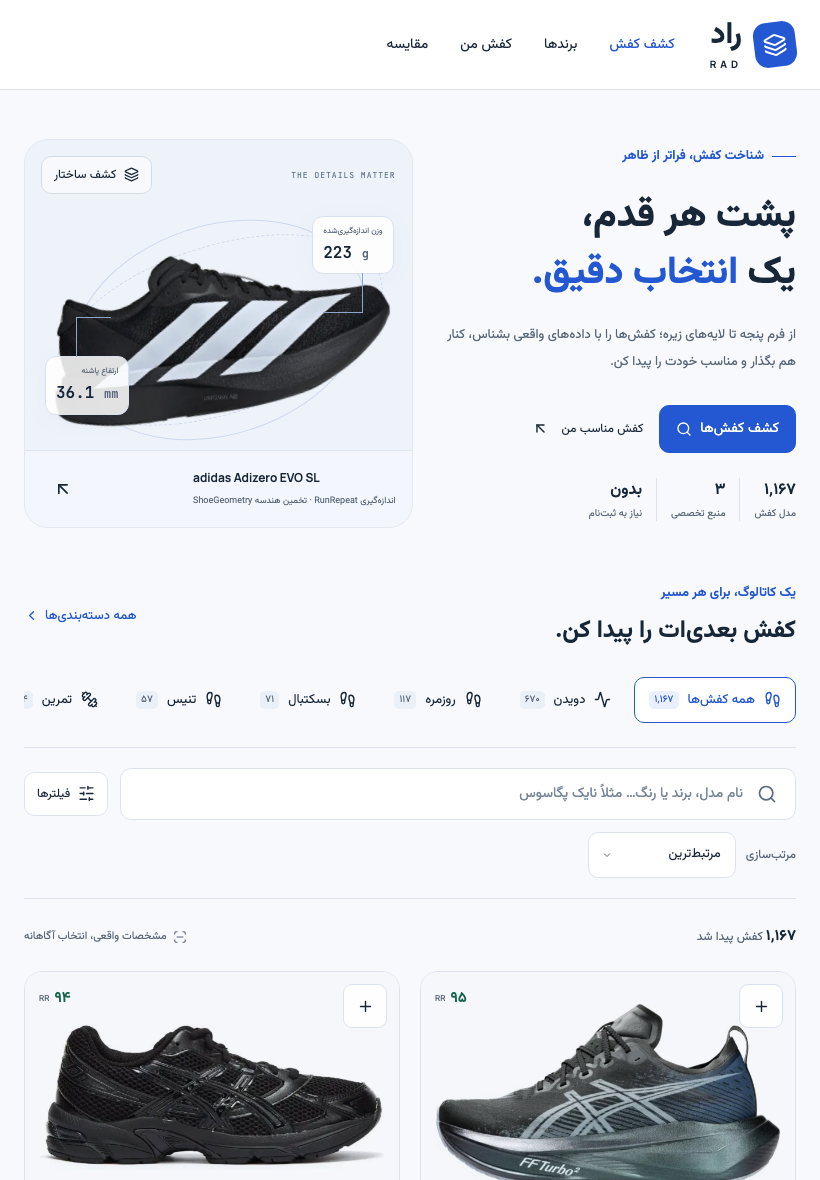 راد
RAD
کشف کفش
برندها
کفش من
مقایسه
شناخت کفش، فراتر از ظاهر
پشت هر قدم،
یک انتخاب دقیق.
از فرم پنجه تا لایه‌های زیره؛ کفش‌ها را با داده‌های واقعی بشناس، کنار
هم بگذار و مناسب خودت را پیدا کن.
کشف کفش‌ها
کفش مناسب من
۱,۱۶۷
مدل کفش
۳
منبع تخصصی
بدون
نیاز به ثبت‌نام
THE DETAILS MATTER
کشف ساختار
وزن اندازه‌گیری‌شده
223 g
ارتفاع پاشنه
36.1 mm
adidas Adizero EVO SL
اندازه‌گیری RunRepeat · تخمین هندسه ShoeGeometry
یک کاتالوگ، برای هر مسیر
کفش بعدی‌ات را پیدا کن.
همه دسته‌بندی‌ها
همه کفش‌ها ۱,۱۶۷
دویدن ۶۷۰
روزمره ۱۱۷
بسکتبال ۷۱
تنیس ۵۷
تمرین
نام مدل، برند یا رنگ… مثلاً نایک پگاسوس
فیلترها
مرتب‌سازی
مرتبط‌ترین
۱,۱۶۷ کفش پیدا شد
مشخصات واقعی، انتخاب آگاهانه
RR ۹۵
FF Turbo²
RR ۹۴